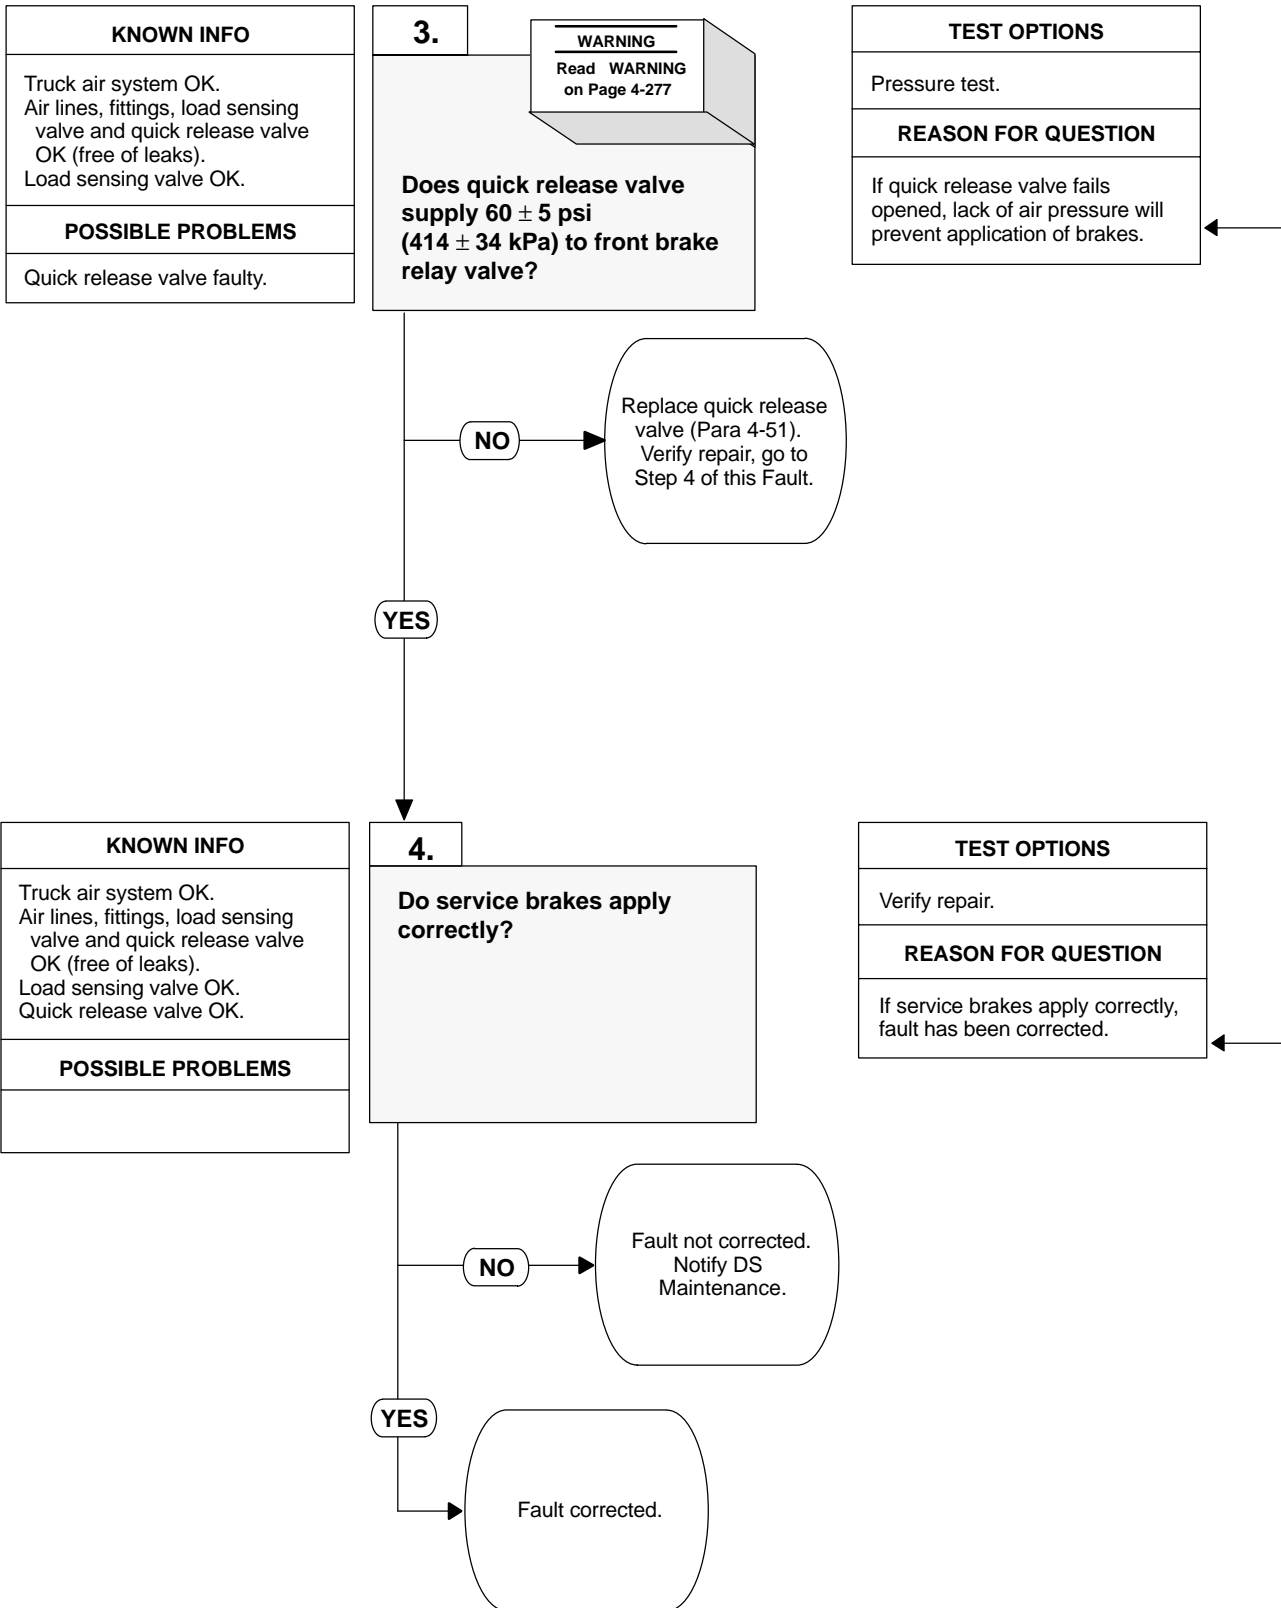 KNOWN INFO
Truck air system OK.
Air lines, fittings, load sensing
valve and quick release valve
OK (free of leaks).
Load sensing valve OK.
POSSIBLE PROBLEMS
Quick release valve faulty.
3.
WARNING
Read WARNING
on Page 4-277
Does quick release valve
supply 60 ± 5 psi
(414 ± 34 kPa) to front brake
relay valve?
TEST OPTIONS
Pressure test.
REASON FOR QUESTION
If quick release valve fails
opened, lack of air pressure will
prevent application of brakes.
NO
Replace quick release
valve (Para 4-51).
Verify repair, go to
Step 4 of this Fault.
YES
KNOWN INFO
Truck air system OK.
Air lines, fittings, load sensing
valve and quick release valve
OK (free of leaks).
Load sensing valve OK.
Quick release valve OK.
POSSIBLE PROBLEMS
4.
Do service brakes apply
correctly?
TEST OPTIONS
Verify repair.
REASON FOR QUESTION
If service brakes apply correctly,
fault has been corrected.
NO
Fault not corrected.
Notify DS
Maintenance.
YES
Fault corrected.